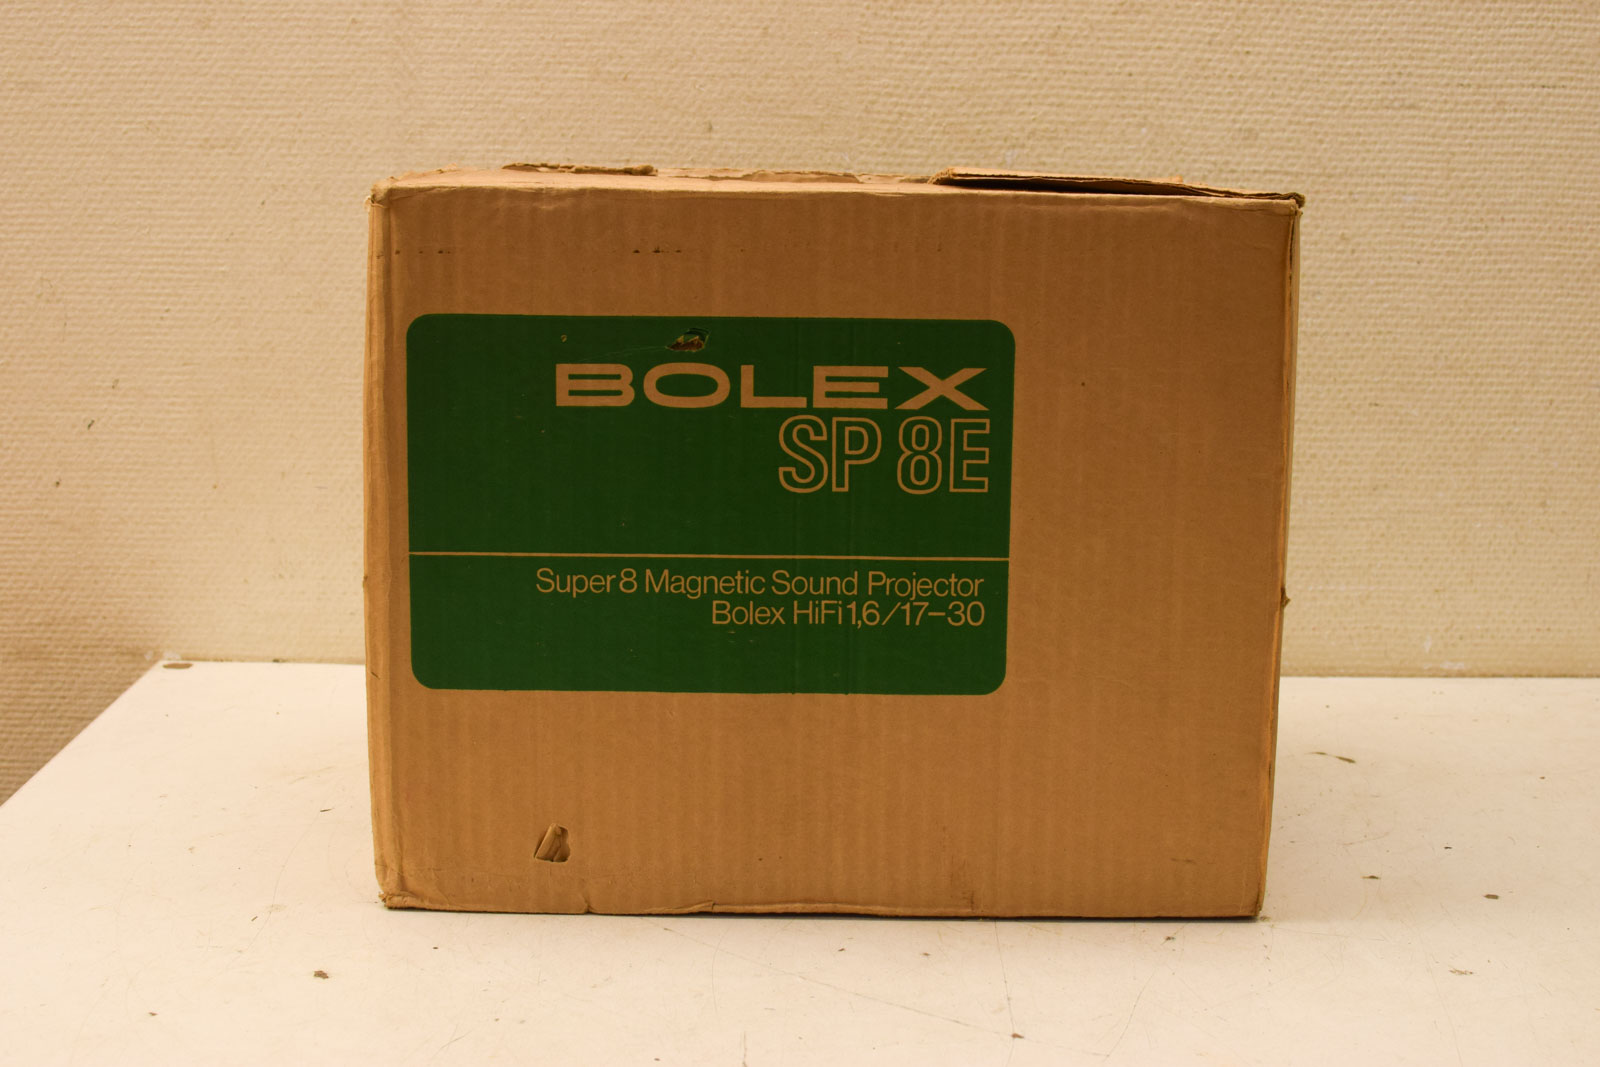 BOLEX
SP 8E
Super 8 Magnetic Sound Projector
Bolex HiFi 1,6/17–30